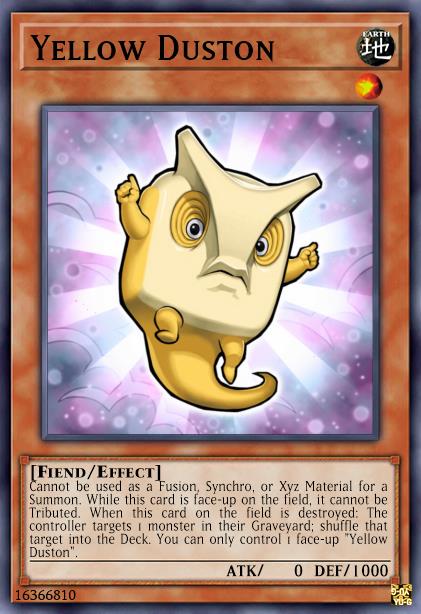 Yellow Duston
EARTH
地
[Fiend/Effect]
Cannot be used as a Fusion, Synchro, or Xyz Material for a
Summon. While this card is face-up on the field, it cannot be
Tributed. When this card on the field is destroyed: The
controller targets 1 monster in their Graveyard; shuffle that
target into the Deck. You can only control 1 face-up "Yellow
Duston".
ATK/ 0 DEF/1000
16366810